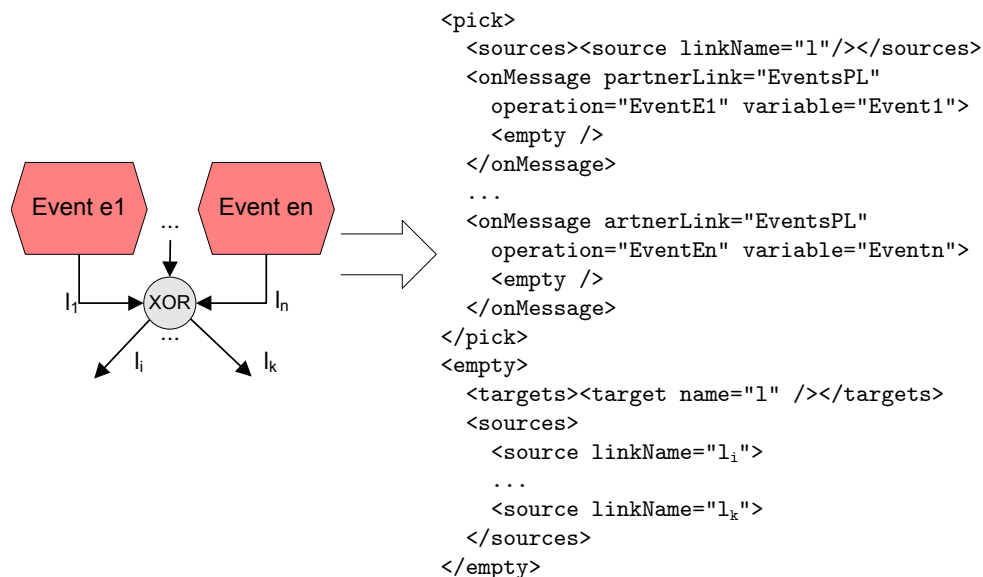 Event e1
...
Event en
l₁
XOR
lₙ
...
lᵢ
lₖ
<pick>
  <sources><source linkName="l"/></sources>
  <onMessage partnerLink="EventsPL"
    operation="EventE1" variable="Event1">
    <empty />
  </onMessage>
  ...
  <onMessage artnerLink="EventsPL"
    operation="EventEn" variable="Eventn">
    <empty />
  </onMessage>
</pick>
<empty>
  <targets><target name="l" /></targets>
  <sources>
    <source linkName="lᵢ">
    ...
    <source linkName="lₖ">
  </sources>
</empty>